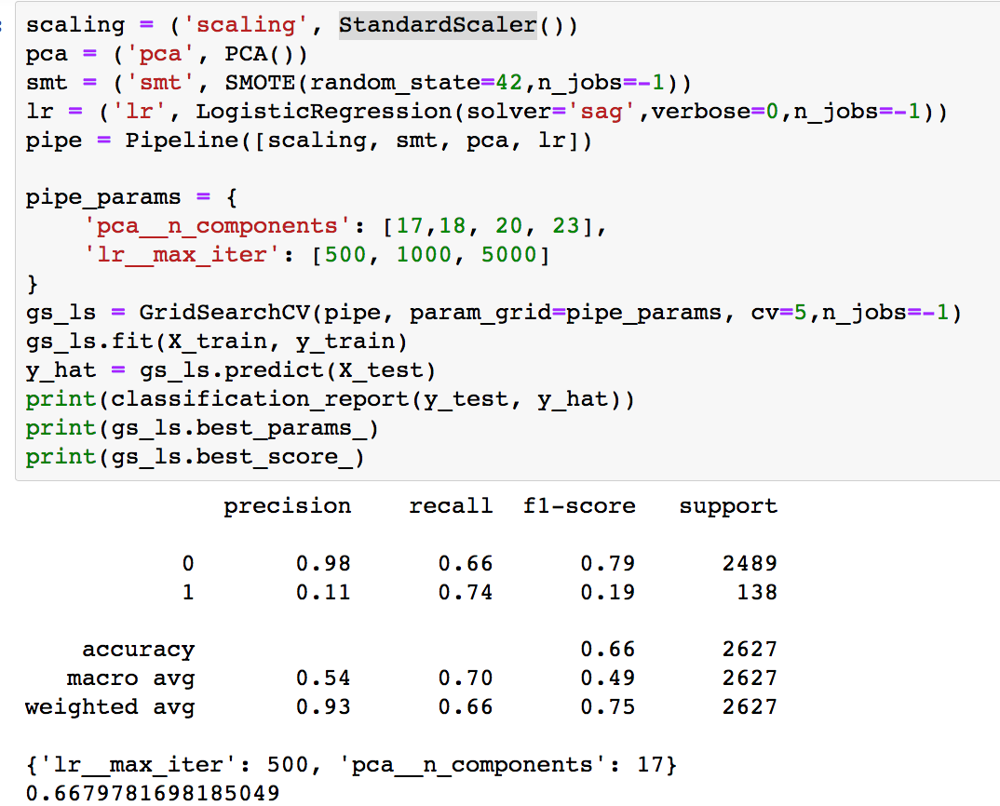 scaling = ('scaling', StandardScaler())
pca = ('pca', PCA())
smt = ('smt', SMOTE(random_state=42,n_jobs=-1))
lr = ('lr', LogisticRegression(solver='sag',verbose=0,n_jobs=-1))
pipe = Pipeline([scaling, smt, pca, lr])
pipe_params = {
    'pca__n_components': [17,18, 20, 23],
    'lr__max_iter': [500, 1000, 5000]
}
gs_ls = GridSearchCV(pipe, param_grid=pipe_params, cv=5,n_jobs=-1)
gs_ls.fit(X_train, y_train)
y_hat = gs_ls.predict(X_test)
print(classification_report(y_test, y_hat))
print(gs_ls.best_params_)
print(gs_ls.best_score_)
              precision    recall  f1-score   support
           0       0.98      0.66      0.79      2489
           1       0.11      0.74      0.19       138
    accuracy                           0.66      2627
   macro avg       0.54      0.70      0.49      2627
weighted avg       0.93      0.66      0.75      2627
{'lr__max_iter': 500, 'pca__n_components': 17}
0.6679781698185049